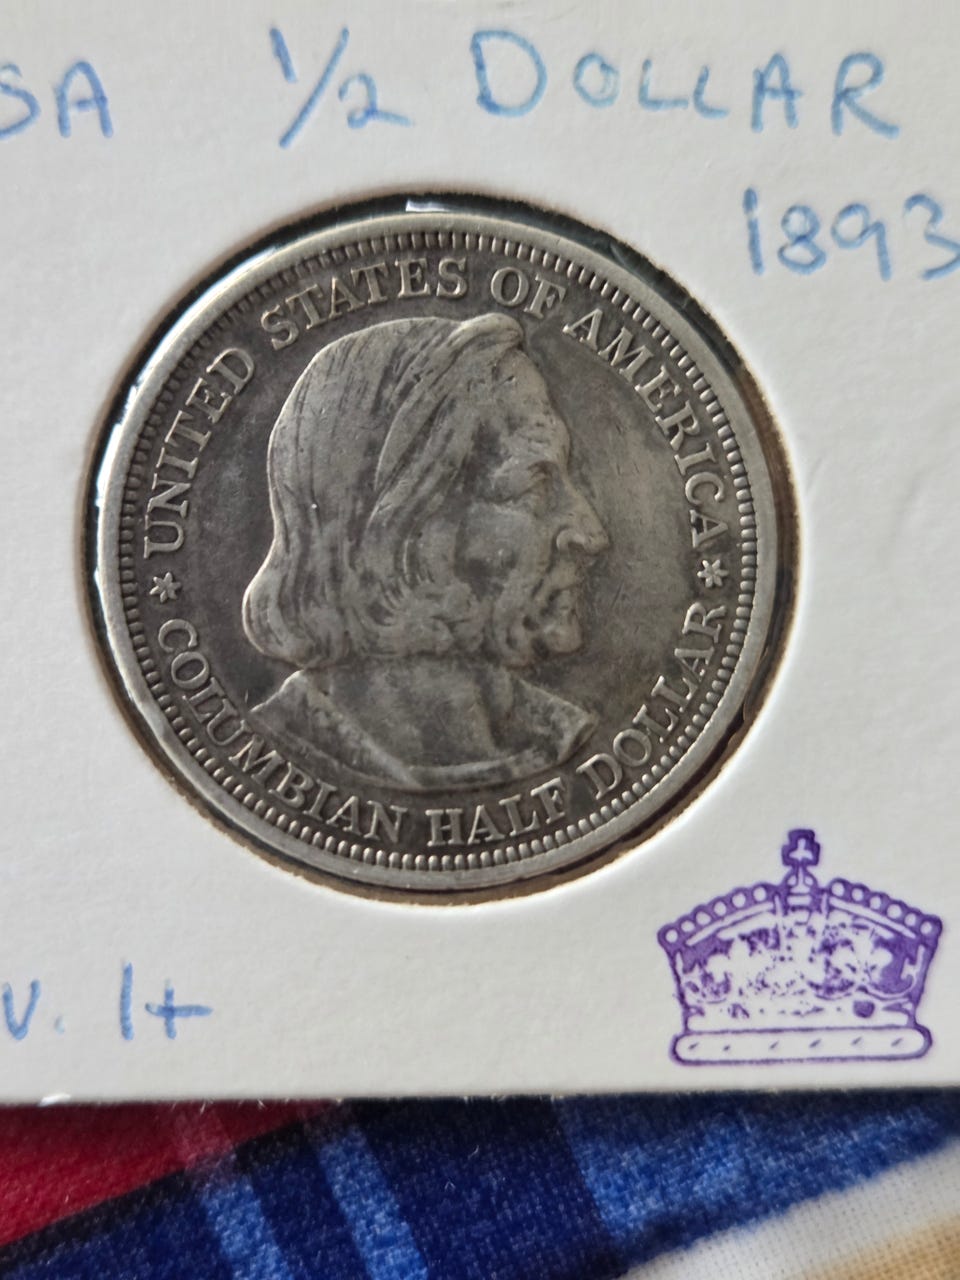 SA 1/2 DOLLAR
1893
* UNITED STATES OF AMERICA *
COLUMBIAN HALF DOLLAR
V. 1+